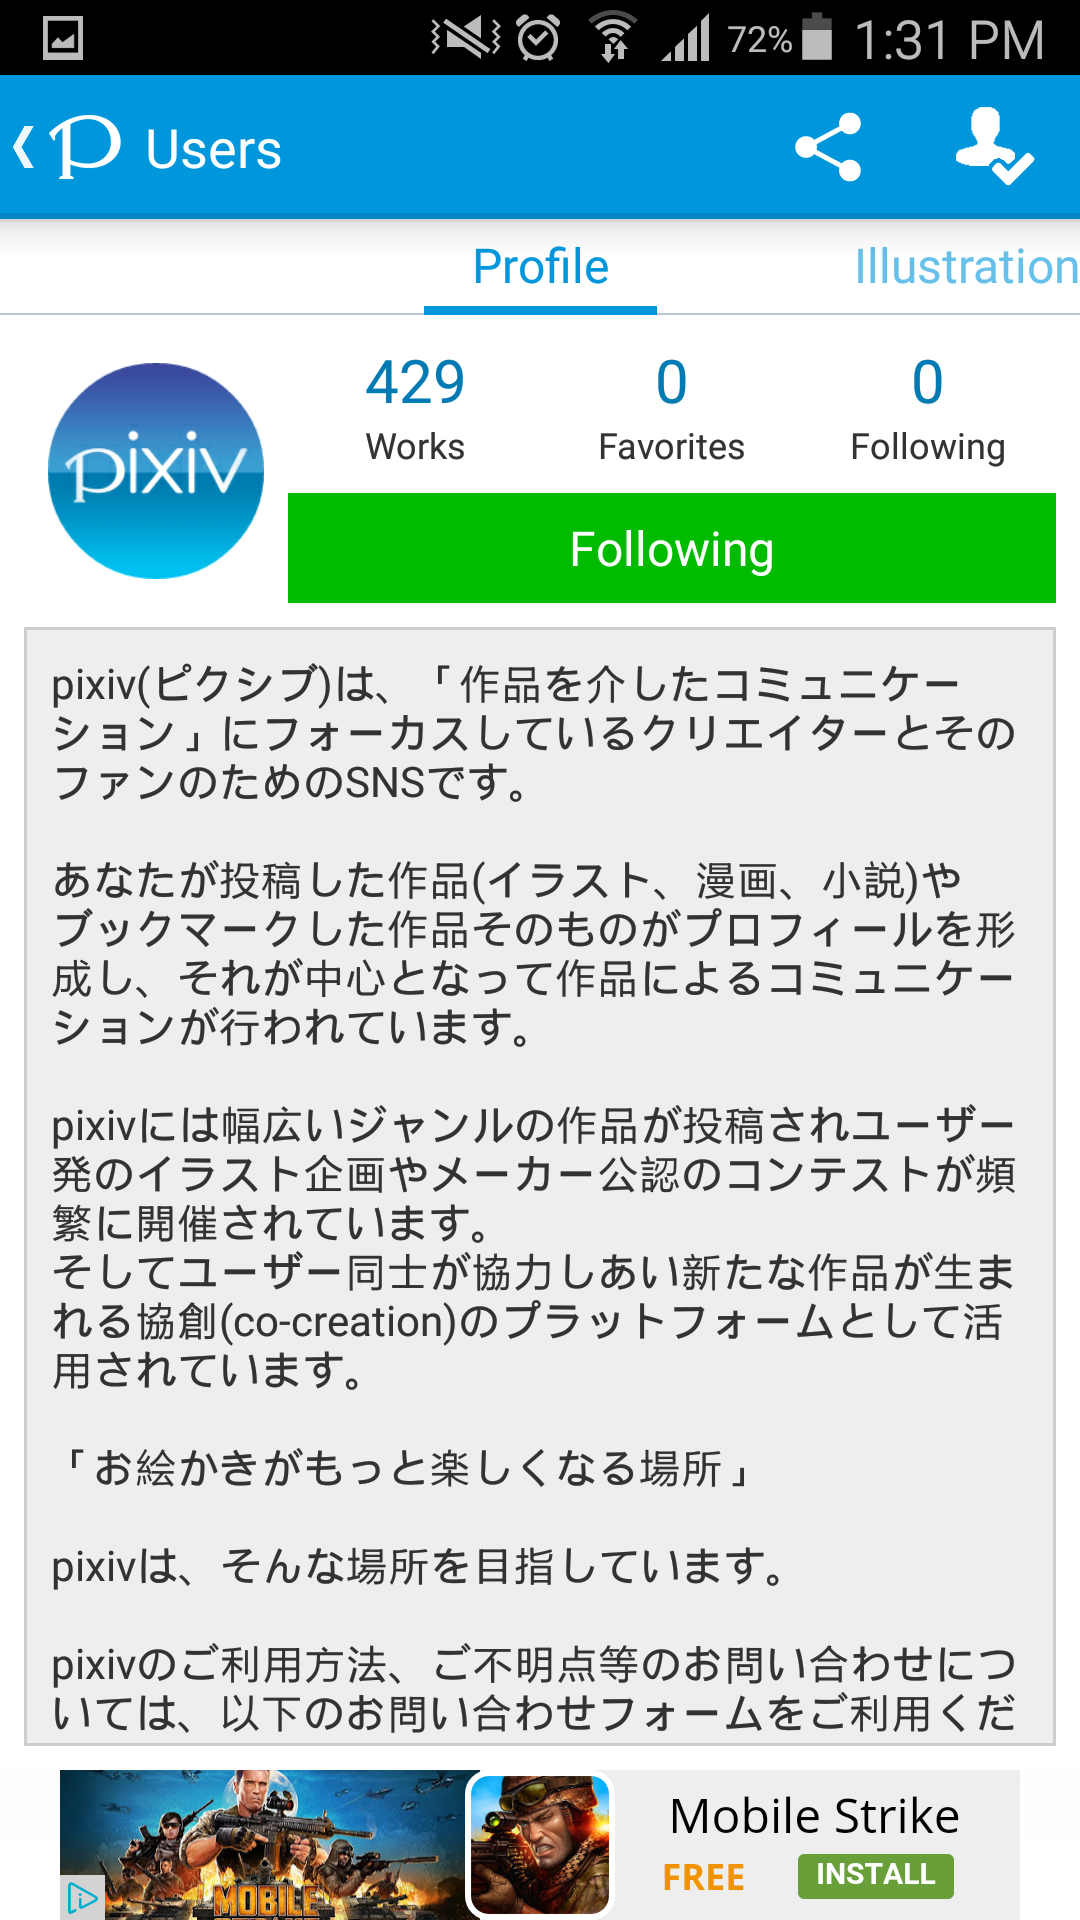 72% 1:31 PM
P Users
Profile Illustration
429 0 0
Works Favorites Following
pixiv
Following
pixiv(ピクシブ)は、「作品を介したコミュニケー
ション」にフォーカスしているクリエイターとその
ファンのためのSNSです。
あなたが投稿した作品(イラスト、漫画、小説)や
ブックマークした作品そのものがプロフィールを形
成し、それが中心となって作品によるコミュニケー
ションが行われています。
pixivには幅広いジャンルの作品が投稿されユーザー
発のイラスト企画やメーカー公認のコンテストが頻
繁に開催されています。
そしてユーザー同士が協力しあい新たな作品が生ま
れる協創(co-creation)のプラットフォームとして活
用されています。
「お絵かきがもっと楽しくなる場所」
pixivは、そんな場所を目指しています。
pixivのご利用方法、ご不明点等のお問い合わせにつ
いては、以下のお問い合わせフォームをご利用くだ
MOBILE
Mobile Strike
FREE INSTALL